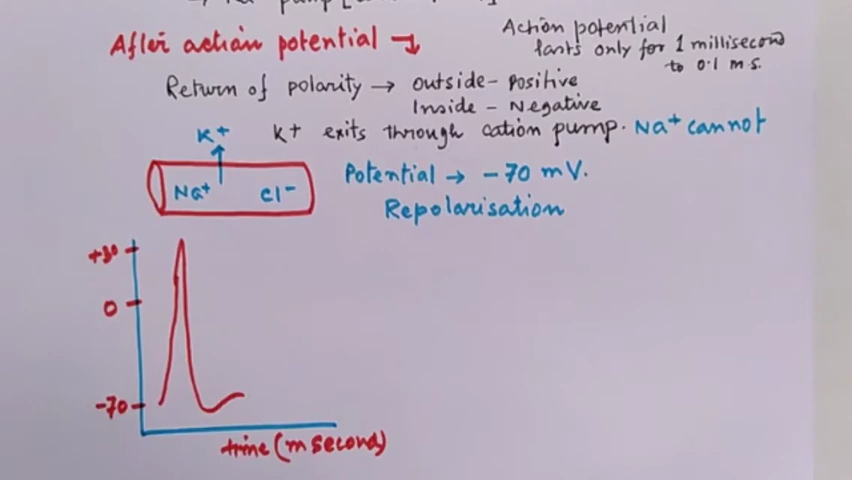 After action potential
Action potential
lasts only for 1 millisecond
to 0.1 m.s.
Return of polarity → outside - Positive
Inside - Negative
K+ exits through cation pump. Na+ cannot
K+
Na+ Cl-
Potential → -70 mV.
Repolarisation
+30
0
-70
time (m second)